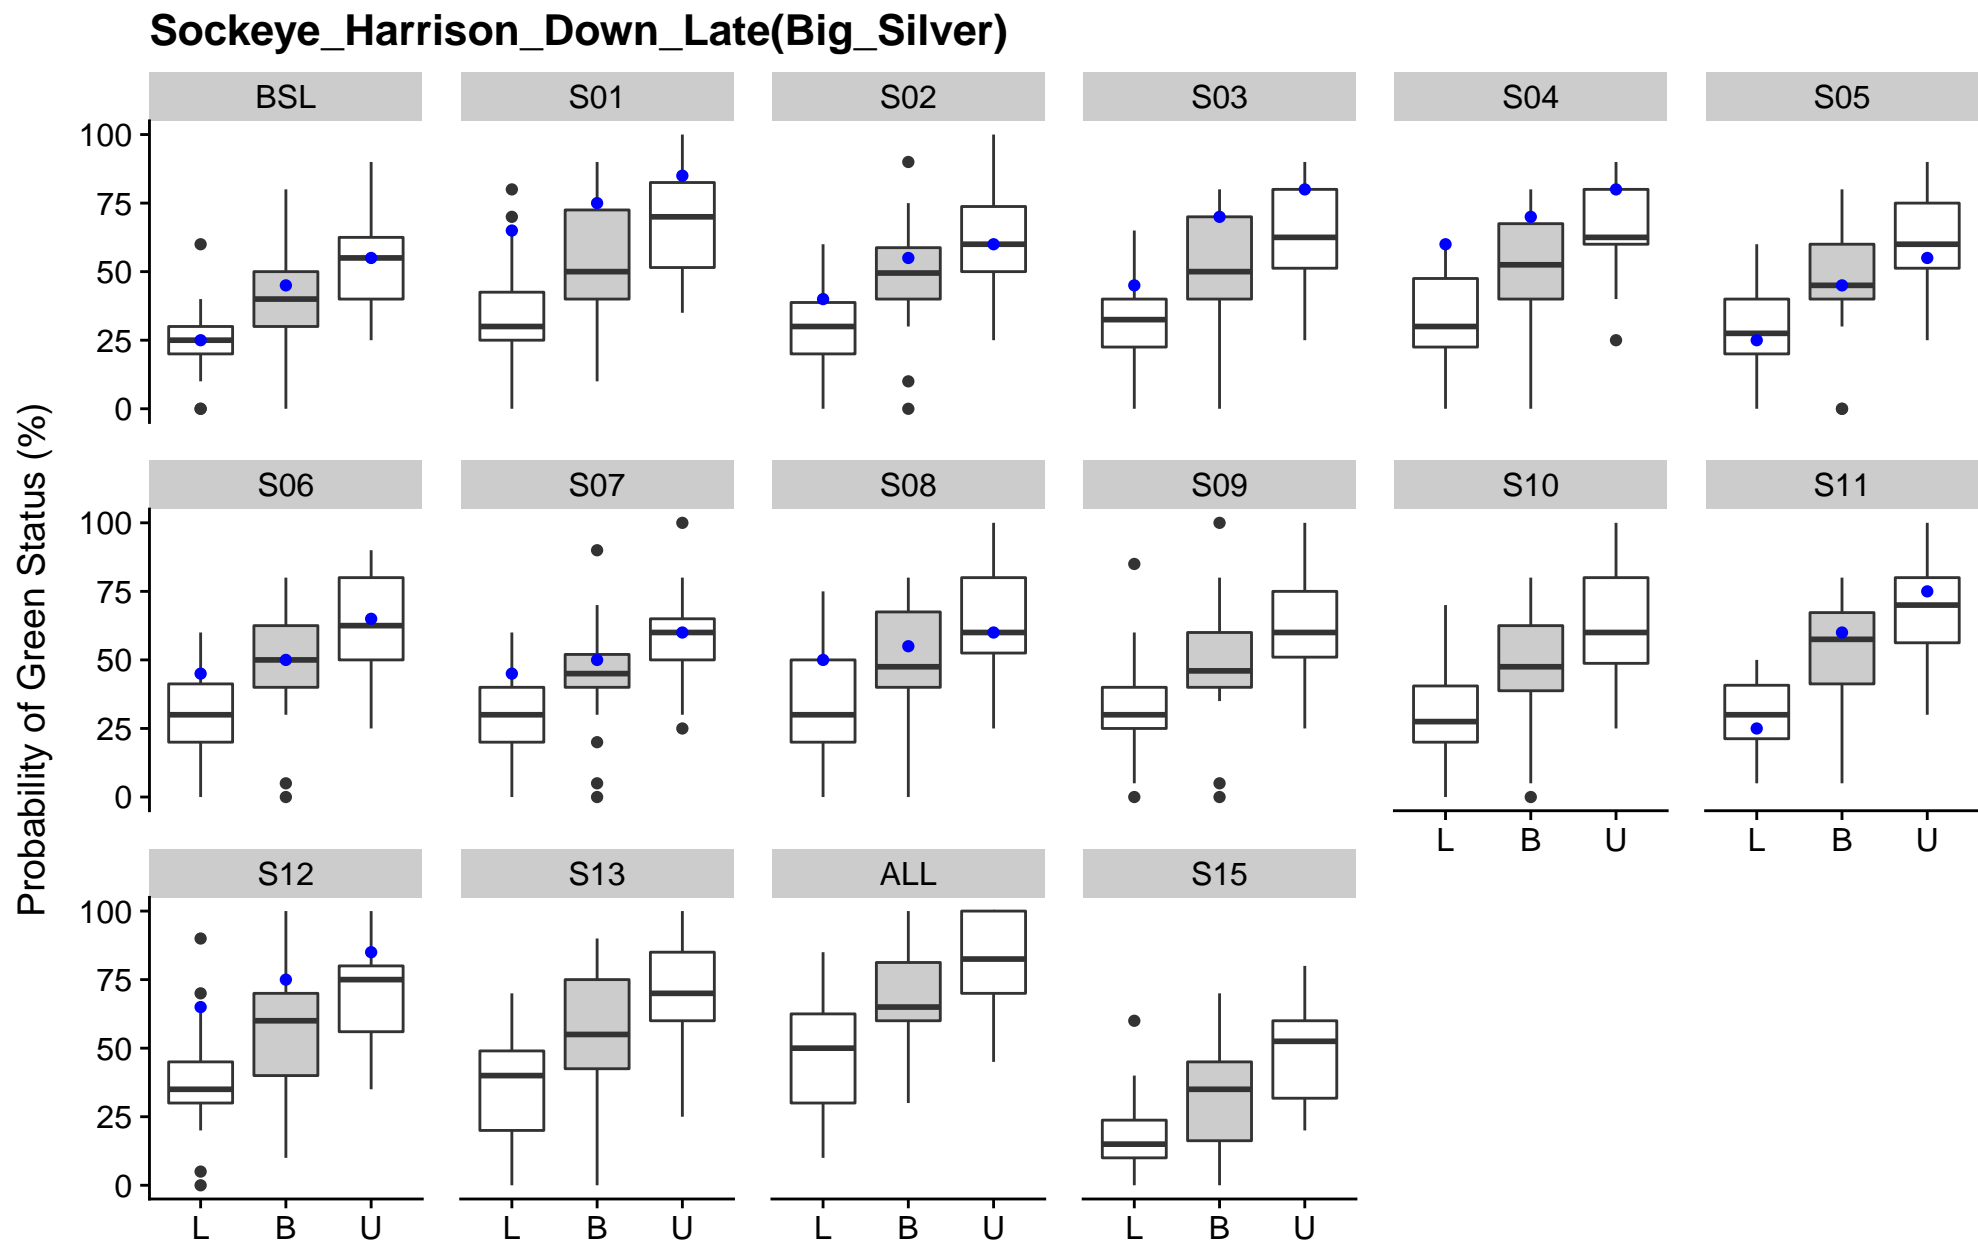 Sockeye_Harrison_Down_Late(Big_Silver)
BSL S01 S02 S03 S04 S05
100
75
50
25
0
S06 S07 S08 S09 S10 S11
100
75
50
25
0
L B U L B U
S12 S13 ALL S15
100
75
50
25
0
L B U L B U L B U L B U
Probability of Green Status (%)